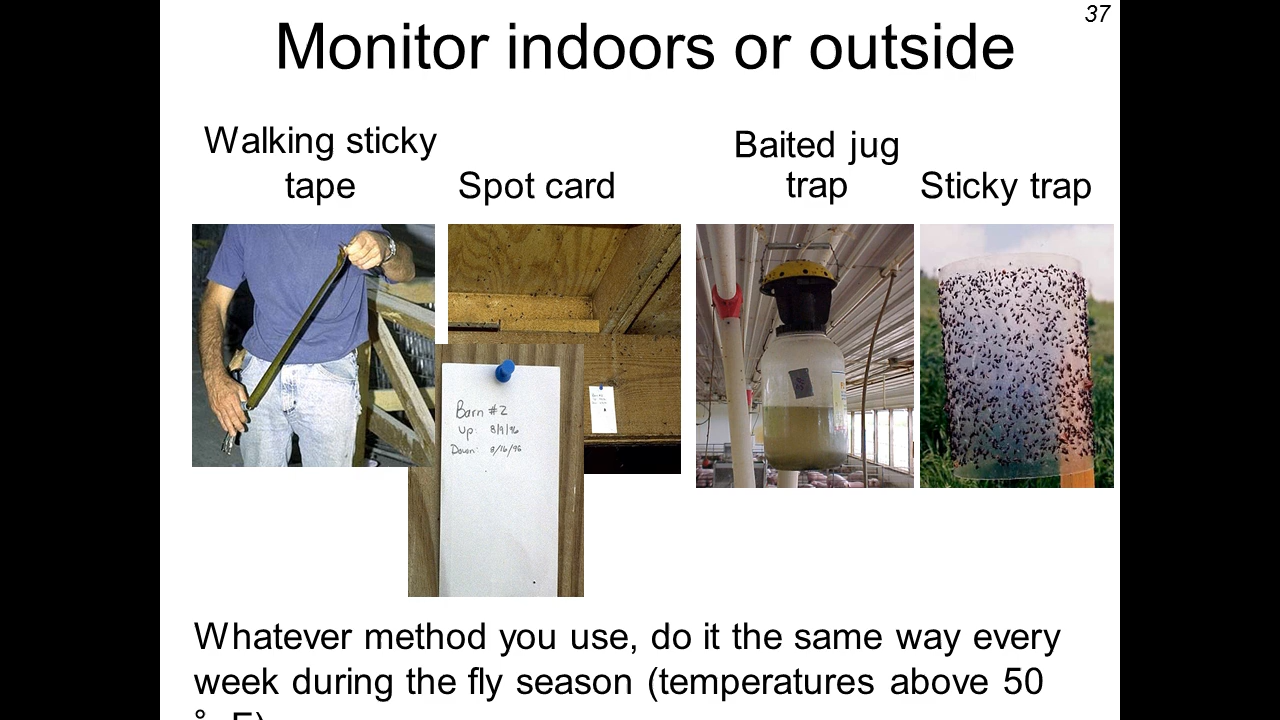 37
Monitor indoors or outside
Walking sticky
tape
Spot card
Baited jug
trap
Sticky trap
Barn #2
Up: 8/9/96
Down: 8/16/96
Whatever method you use, do it the same way every
week during the fly season (temperatures above 50
° F)